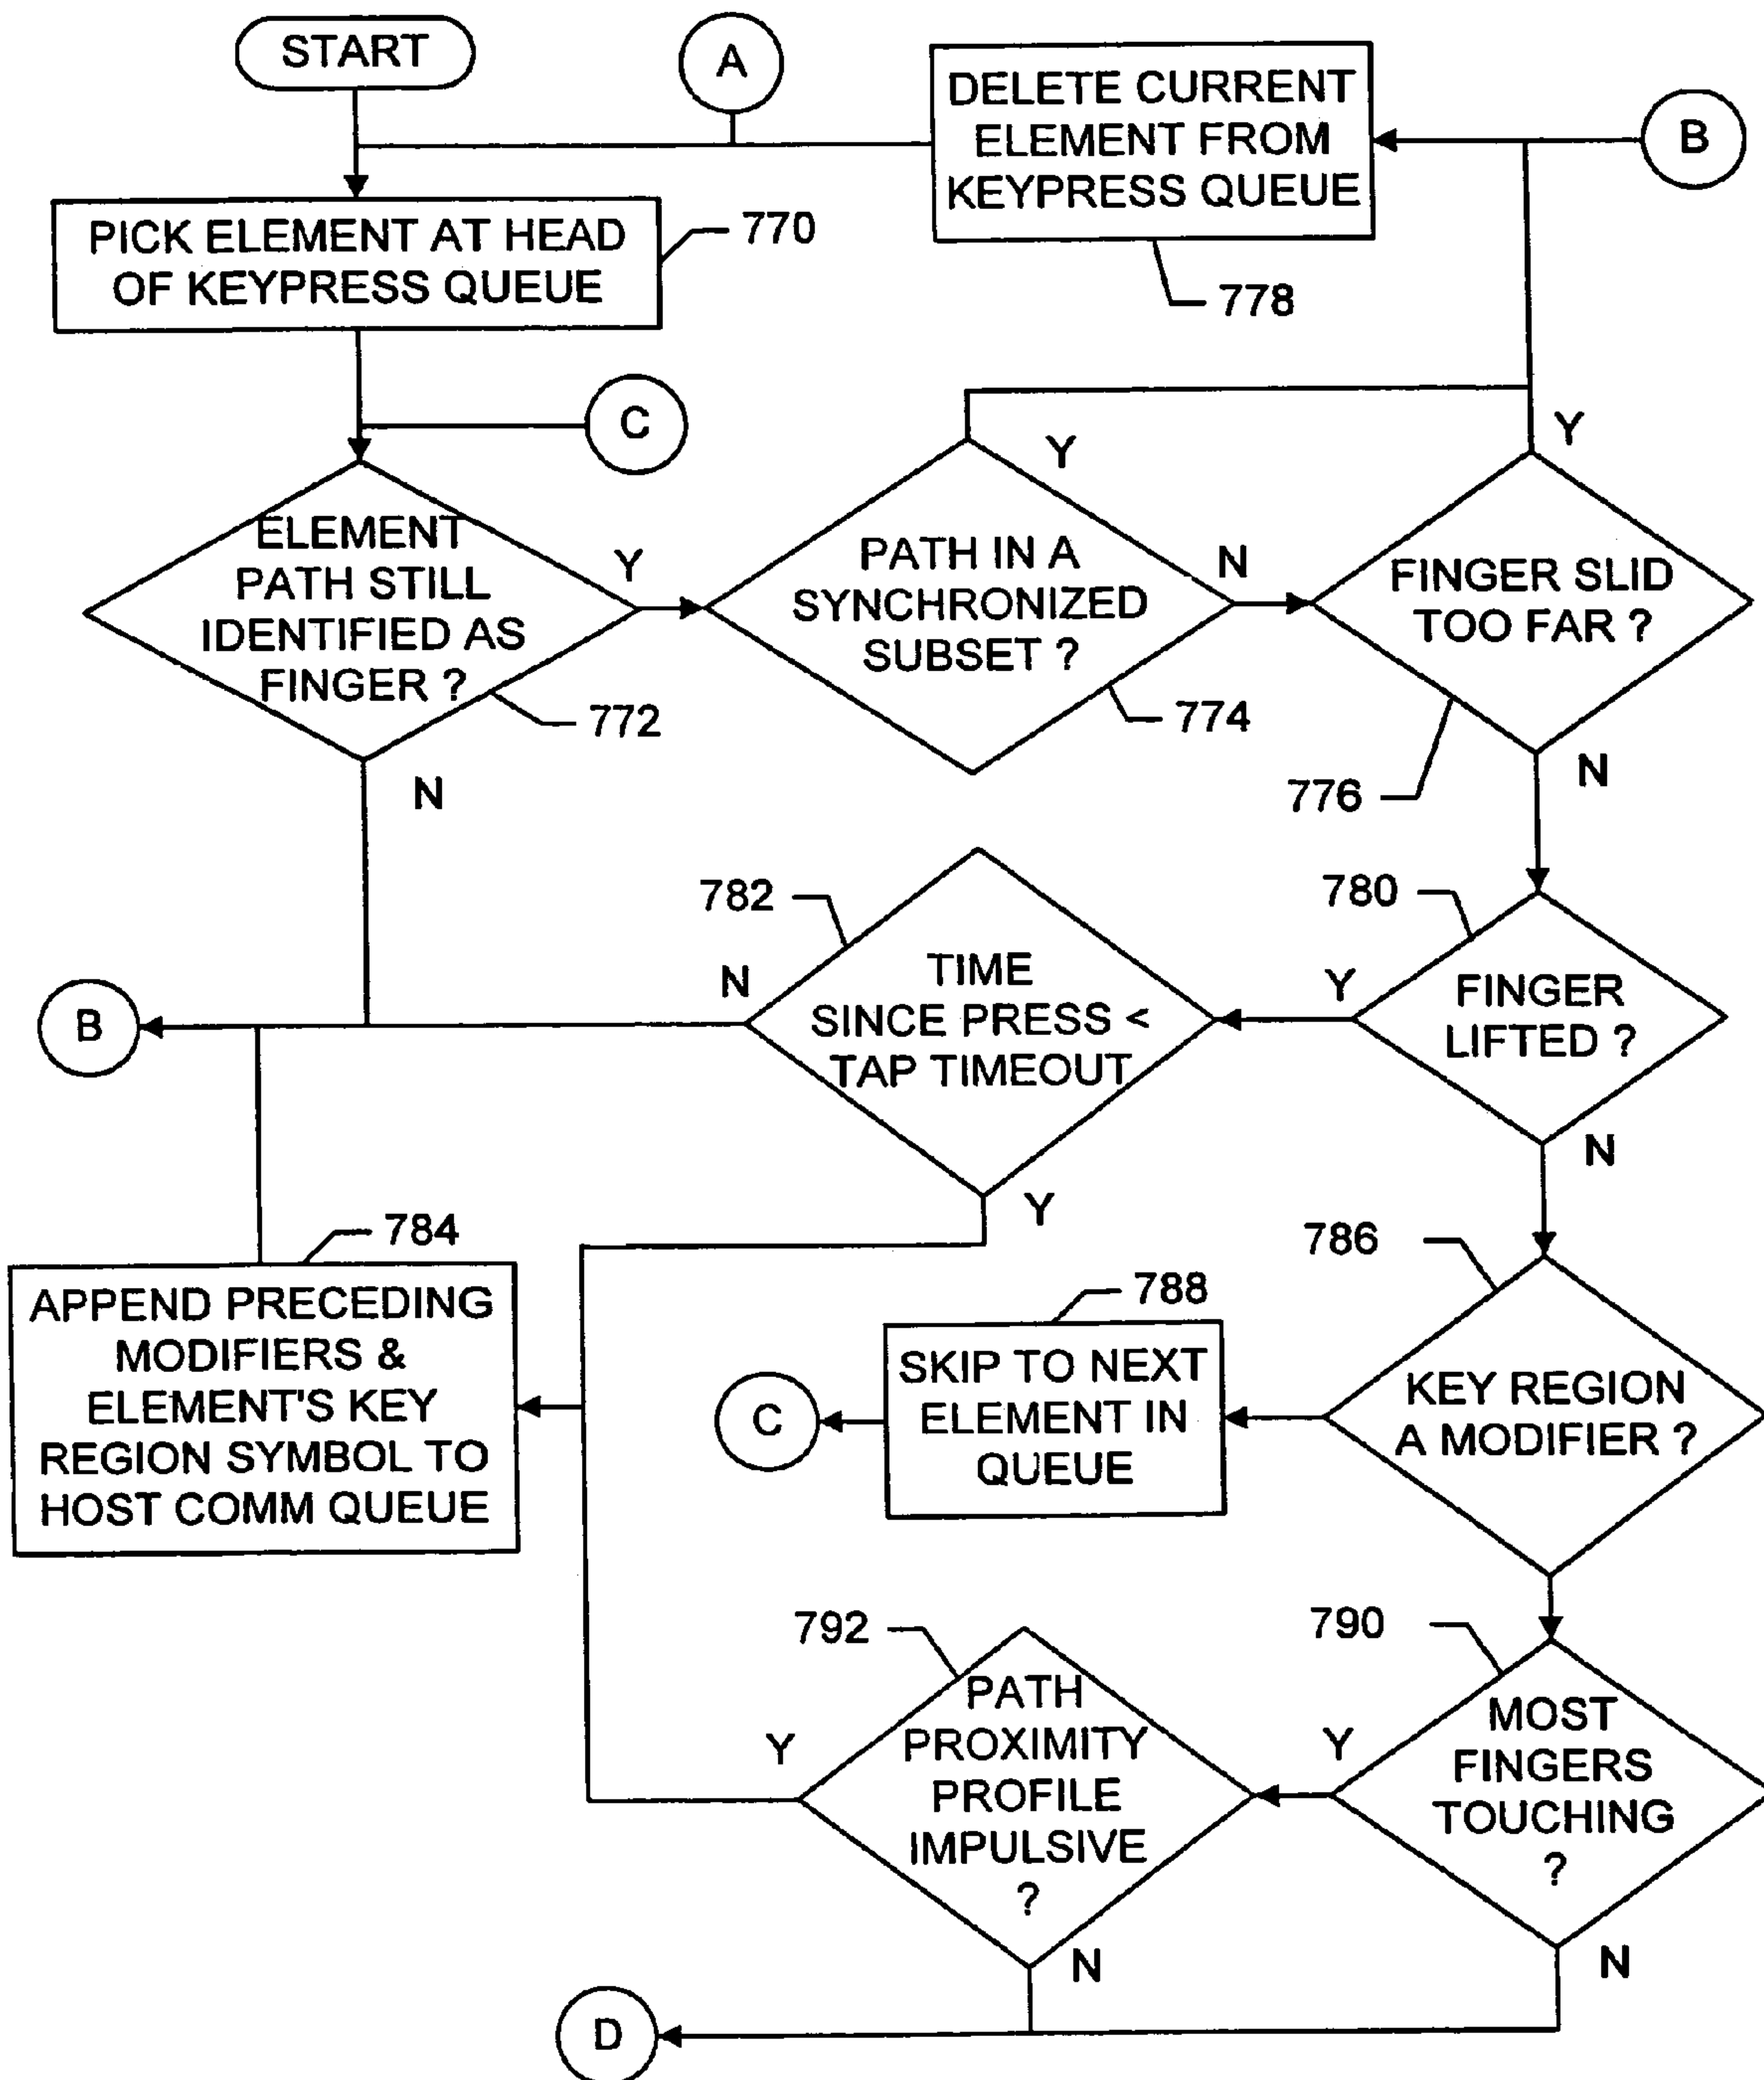 START
A
DELETE CURRENT
ELEMENT FROM
KEYPRESS QUEUE
B
PICK ELEMENT AT HEAD
OF KEYPRESS QUEUE
770
778
C
Y
Y
ELEMENT
PATH STILL
IDENTIFIED AS
FINGER ?
Y
PATH IN A
SYNCHRONIZED
SUBSET ?
N
FINGER SLID
TOO FAR ?
772
774
776
N
N
782
780
TIME
SINCE PRESS <
TAP TIMEOUT
N
Y
FINGER
LIFTED ?
B
Y
N
784
786
788
APPEND PRECEDING
MODIFIERS &
ELEMENT'S KEY
REGION SYMBOL TO
HOST COMM QUEUE
C
SKIP TO NEXT
ELEMENT IN
QUEUE
KEY REGION
A MODIFIER ?
792
790
PATH
PROXIMITY
PROFILE
IMPULSIVE
?
Y
Y
MOST
FINGERS
TOUCHING
?
N
N
D